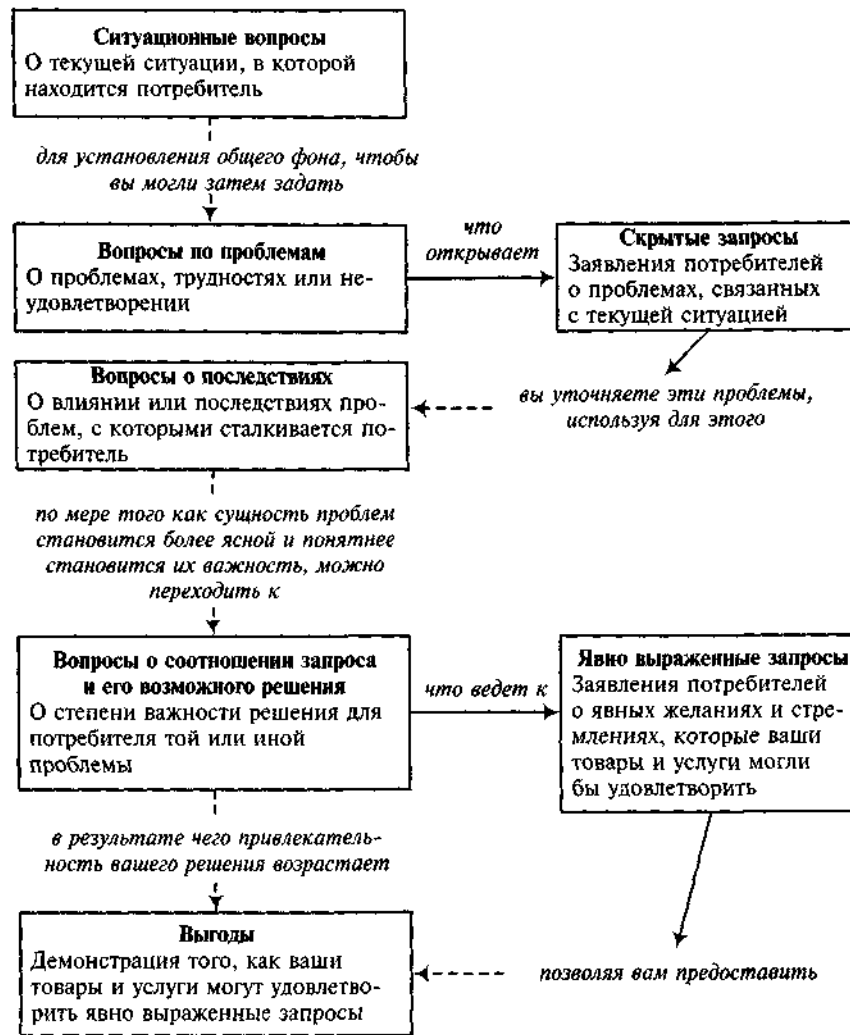 Ситуационные вопросы
О текущей ситуации, в которой
находится потребитель
для установления общего фона, чтобы
вы могли затем задать
Вопросы по проблемам
О проблемах, трудностях или не-
удовлетворении
что
открывает
Скрытые запросы
Заявления потребителей
о проблемах, связанных
с текущей ситуацией
вы уточняете эти проблемы,
используя для этого
Вопросы о последствиях
О влиянии или последствиях про-
блем, с которыми сталкивается по-
требитель
по мере того как сущность проблем
становится более ясной и понятнее
становится их важность, можно
переходить к
Вопросы о соотношении запроса
и его возможного решения
О степени важности решения для
потребителя той или иной
проблемы
что ведет к
Явно выраженные запросы
Заявления потребителей
о явных желаниях и стре-
млениях, которые ваши
товары и услуги могли
бы удовлетворить
в результате чего привлекатель-
ность вашего решения возрастает
Выгоды
Демонстрация того, как ваши
товары и услуги могут удовлетво-
рить явно выраженные запросы
позволяя вам предоставить